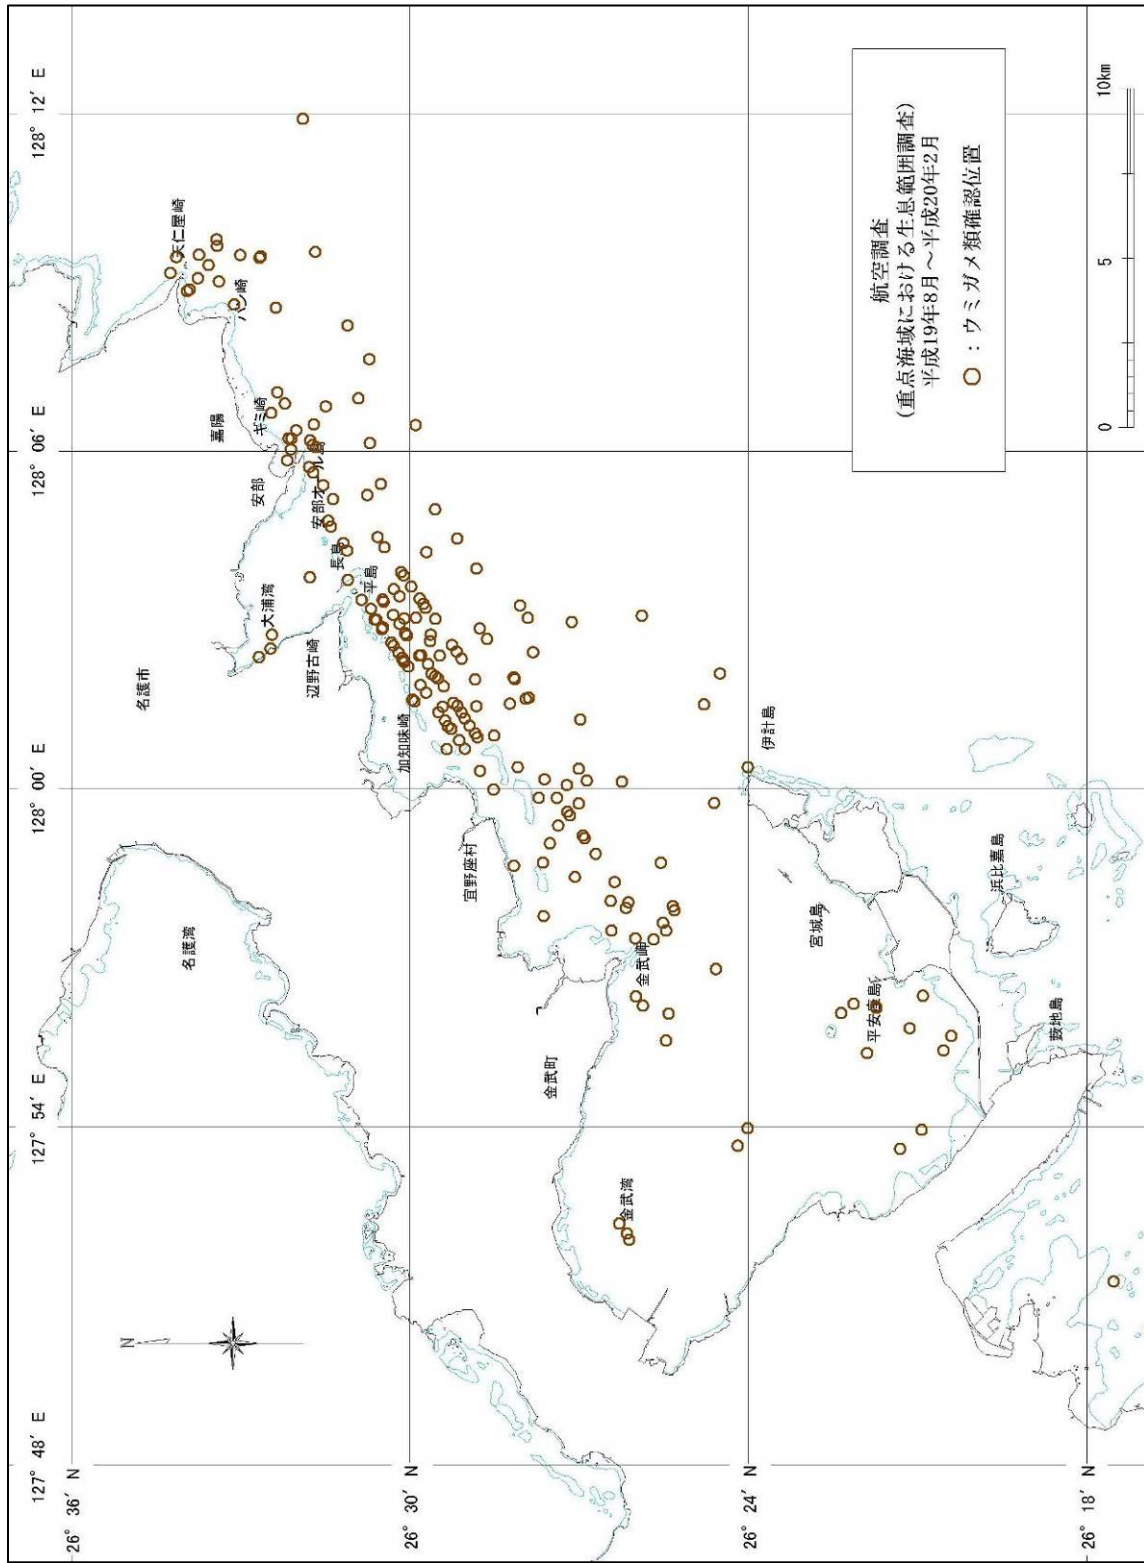 127° 48′ E
127° 54′ E
128° 00′ E
128° 06′ E
128° 12′ E
26° 36′ N
26° 30′ N
26° 24′ N
26° 18′ N
N
名護湾
名護市
大浦湾
辺野古崎
加知味崎
宜野座村
金武町
金武岬
金武湾
天仁屋崎
バン崎
嘉陽
ギミ崎
安部
安部オール島
長島
平島
伊計島
宮城島
平安座島
浜比嘉島
藪地島
航空調査
(重点海域における生息範囲調査)
平成19年8月～平成20年2月
：ウミガメ類確認位置
0
5
10km